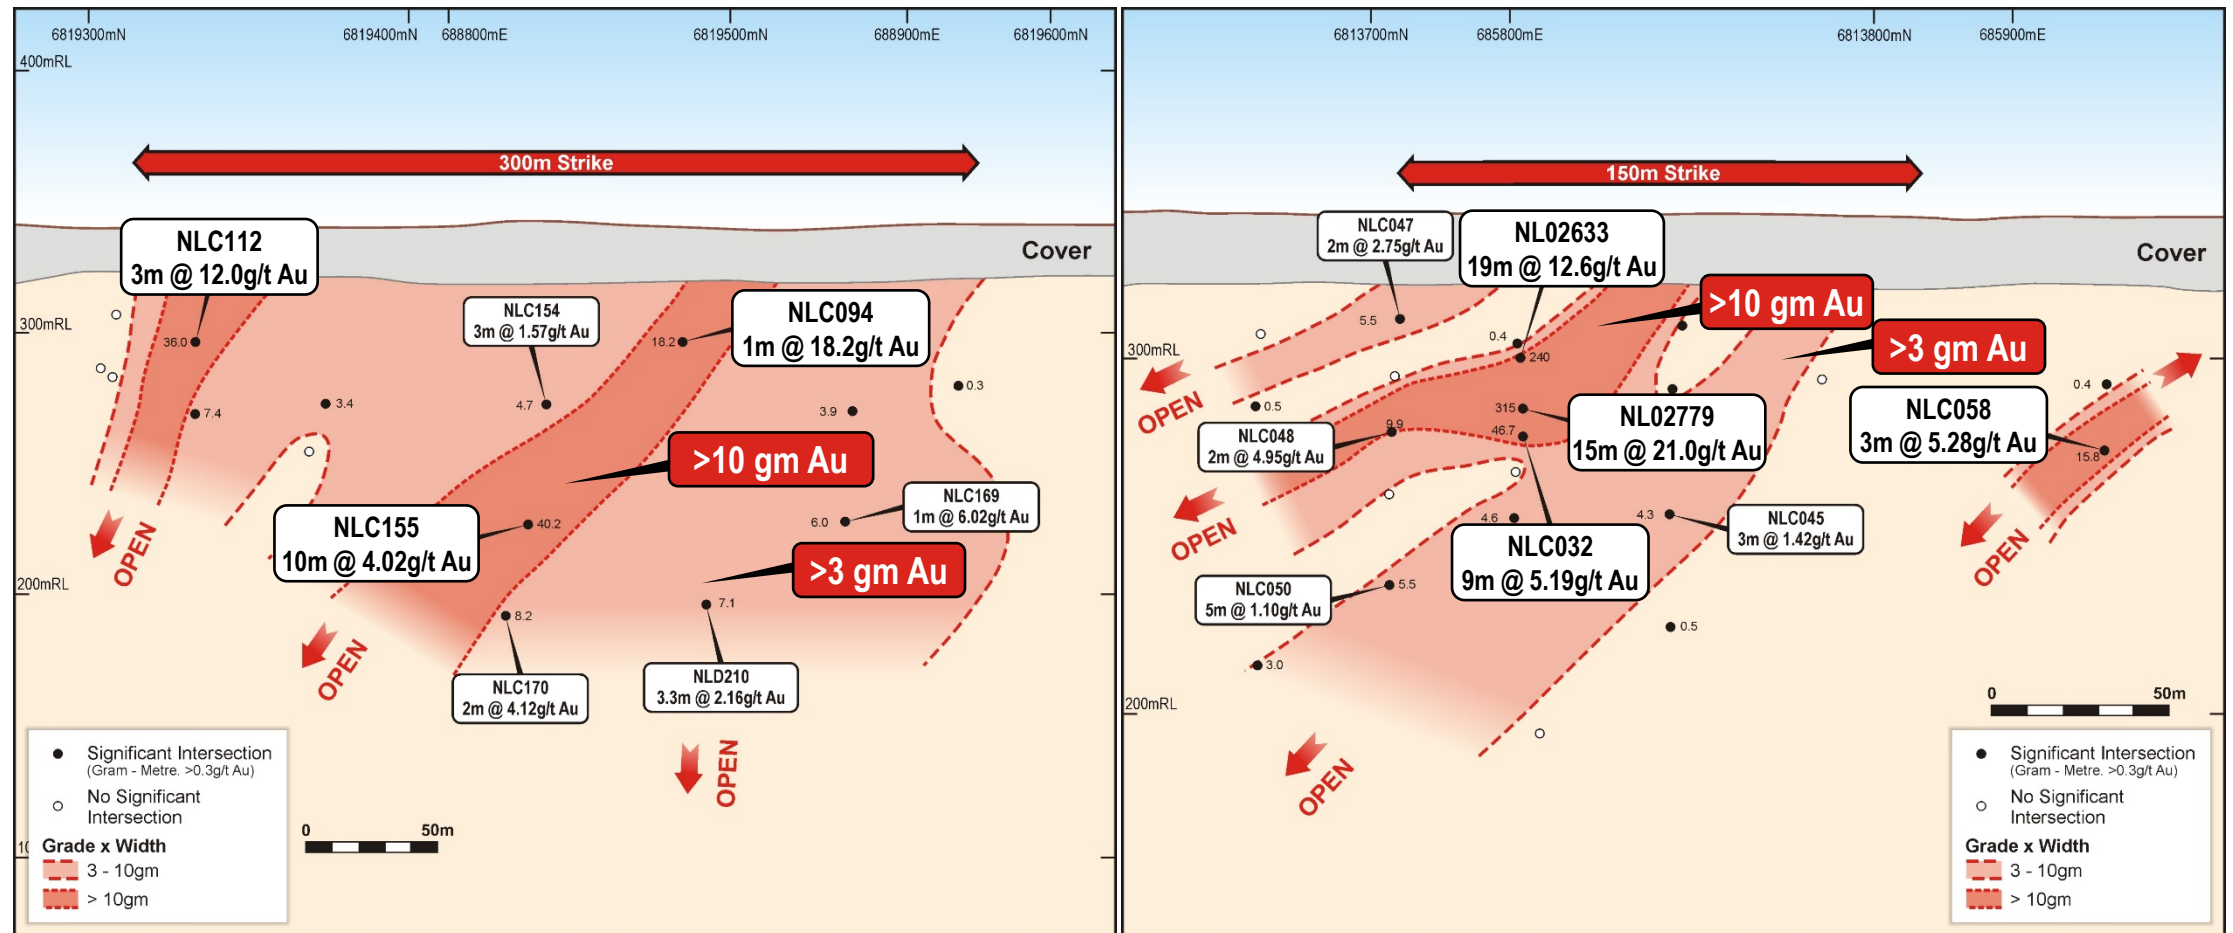 6819300mN
6819400mN
688800mE
6819500mN
688900mE
6819600mN
400mRL
300m Strike
Cover
NLC112
3m @ 12.0g/t Au
300mRL
NLC154
3m @ 1.57g/t Au
NLC094
1m @ 18.2g/t Au
36.0
18.2
0.3
7.4
3.4
4.7
3.9
>10 gm Au
NLC169
1m @ 6.02g/t Au
6.0
NLC155
10m @ 4.02g/t Au
40.2
OPEN
>3 gm Au
200mRL
8.2
7.1
OPEN
NLC170
2m @ 4.12g/t Au
NLD210
3.3m @ 2.16g/t Au
OPEN
Significant Intersection
(Gram - Metre. >0.3g/t Au)
No Significant
Intersection
Grade x Width
3 - 10gm
> 10gm
0
50m
6813700mN
685800mE
6813800mN
685900mE
150m Strike
Cover
NLC047
2m @ 2.75g/t Au
NL02633
19m @ 12.6g/t Au
>10 gm Au
>3 gm Au
5.5
0.4
240
300mRL
OPEN
0.5
0.4
315
9.9
46.7
NLC048
2m @ 4.95g/t Au
NL02779
15m @ 21.0g/t Au
NLC058
3m @ 5.28g/t Au
15.8
OPEN
4.6
4.3
NLC045
3m @ 1.42g/t Au
OPEN
NLC032
9m @ 5.19g/t Au
NLC050
5m @ 1.10g/t Au
5.5
0.5
3.0
200mRL
OPEN
0
50m
Significant Intersection
(Gram - Metre. >0.3g/t Au)
No Significant
Intersection
Grade x Width
3 - 10gm
> 10gm